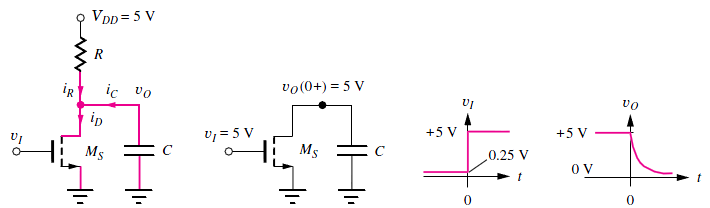 V_DD = 5 V
R
i_R
i_C
v_O
i_D
v_I
M_S
C
v_O(0+) = 5 V
v_I = 5 V
M_S
C
v_I
+5 V
0.25 V
t
0
v_O
+5 V
0 V
t
0